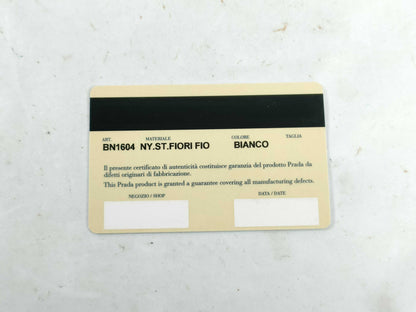 ART. MATERIALE COLORE TAGLIA
BN1604 NY.ST.FIORI FIO BIANCO
Il presente certificato di autenticità costituisce garanzia del prodotto Prada da
difetti originari di fabbricazione.
This Prada product is granted a guarantee covering all manufacturing defects.
NEGOZIO / SHOP DATA / DATE